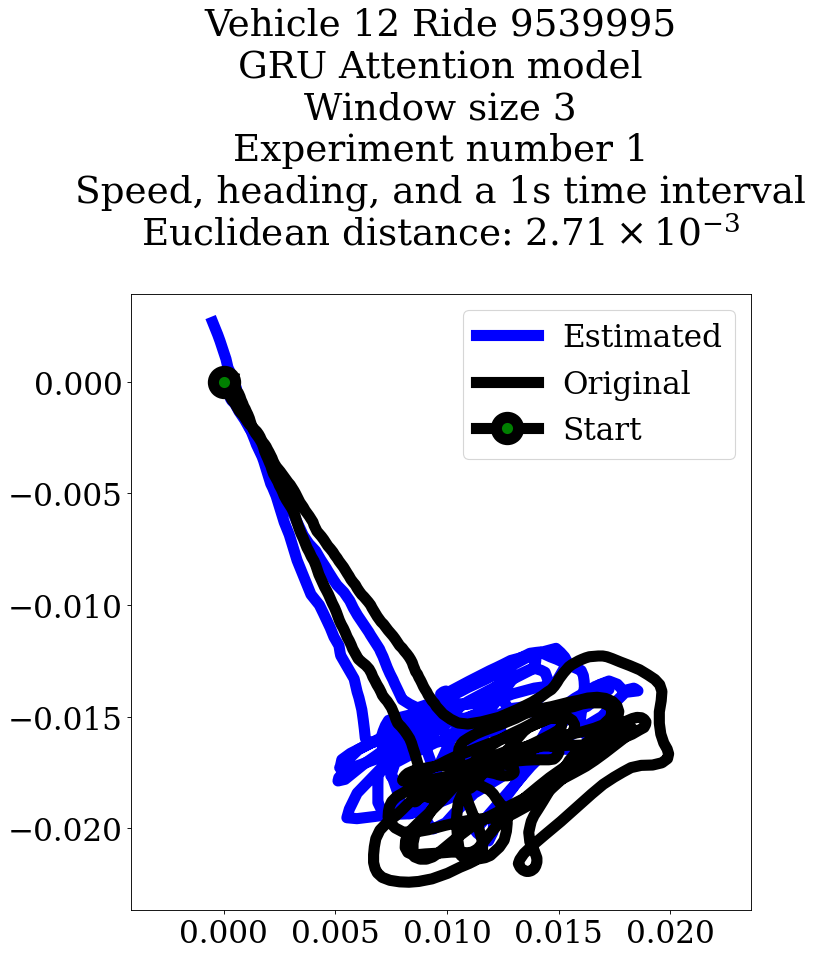 Vehicle 12 Ride 9539995
GRU Attention model
Window size 3
Experiment number 1
Speed, heading, and a 1s time interval
Euclidean distance: 2.71 × 10⁻³
Estimated
Original
Start
0.000
−0.005
−0.010
−0.015
−0.020
0.000 0.005 0.010 0.015 0.020